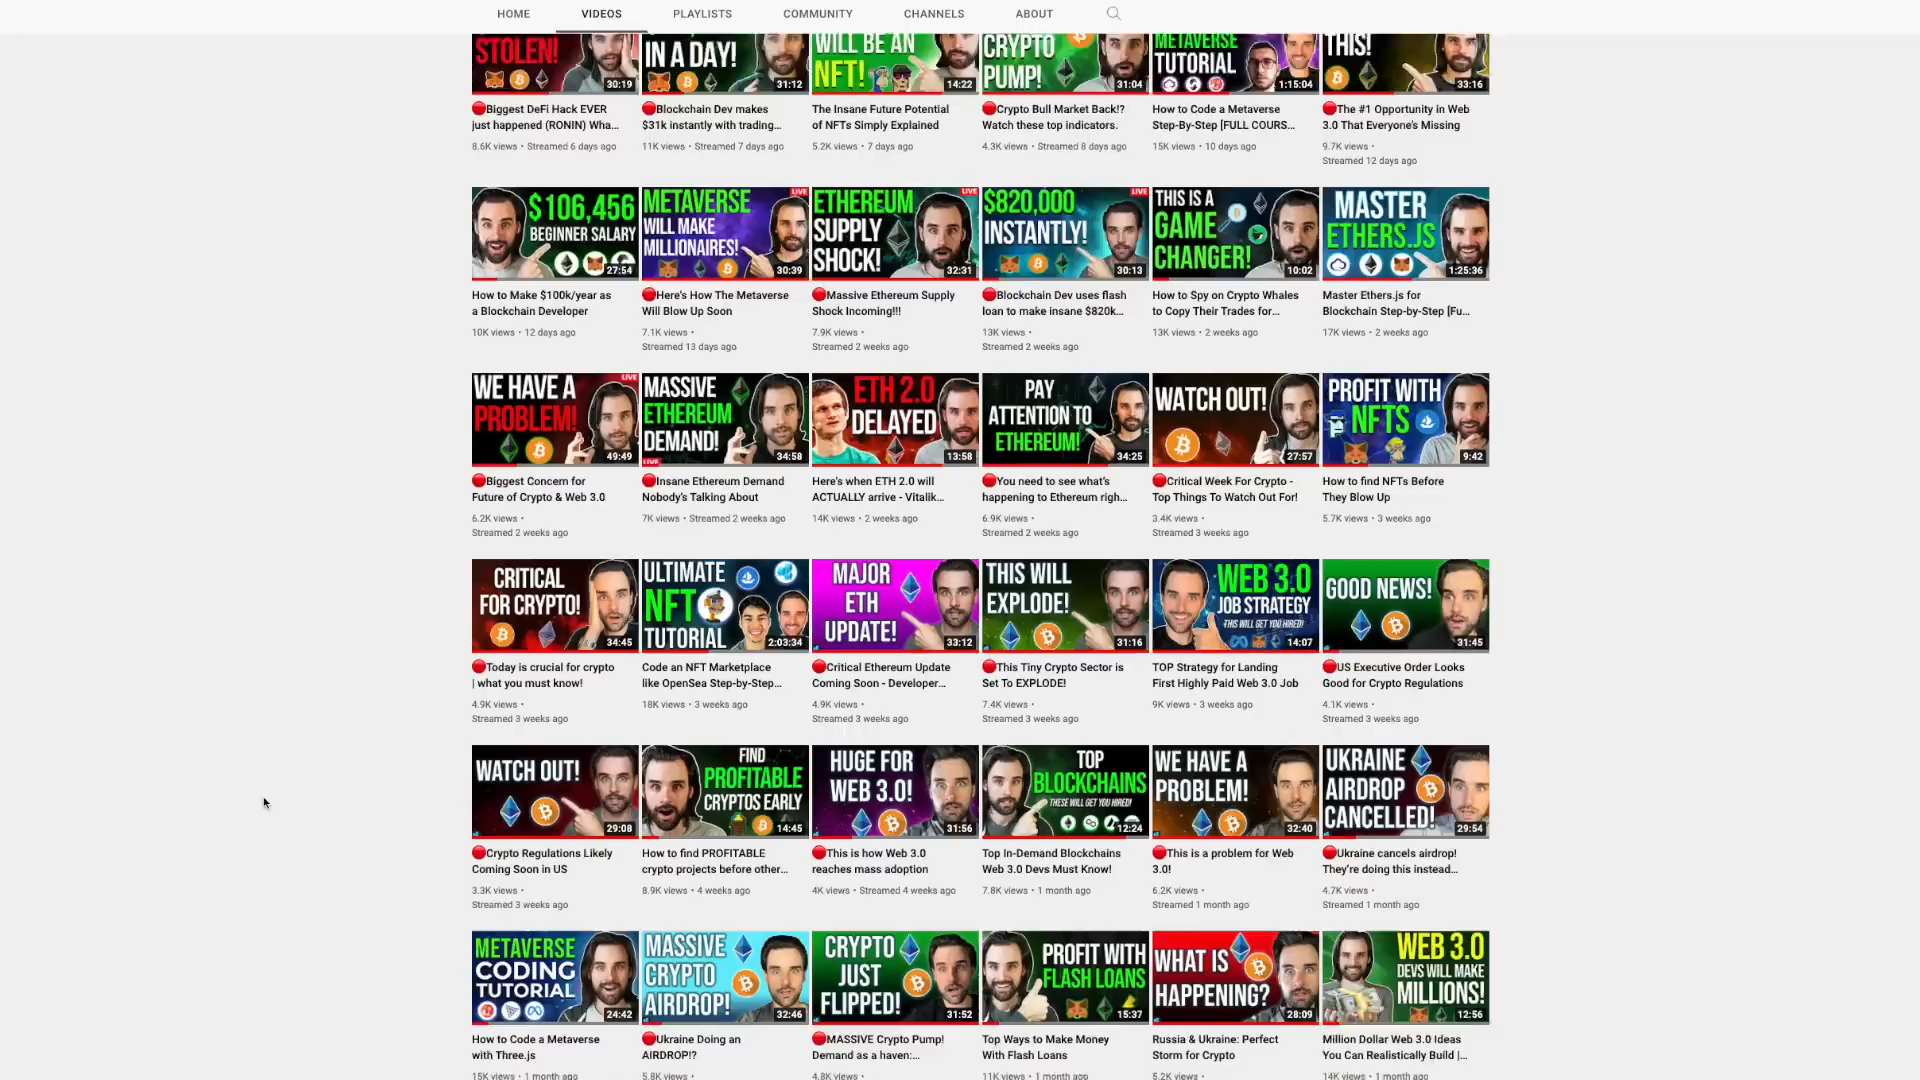 HOME VIDEOS PLAYLISTS COMMUNITY CHANNELS ABOUT
STOLEN! 30:19
IN A DAY! 31:12
WILL BE AN
NFT! 14:22
CRYPTO
PUMP! 31:04
METAVERSE
TUTORIAL 1:15:04
THIS! 33:16
Biggest DeFi Hack EVER
just happened (RONIN) Wha...
8.6K views • Streamed 6 days ago
Blockchain Dev makes
$31k instantly with trading...
11K views • Streamed 7 days ago
The Insane Future Potential
of NFTs Simply Explained
5.2K views • 7 days ago
Crypto Bull Market Back!?
Watch these top indicators.
4.3K views • Streamed 8 days ago
How to Code a Metaverse
Step-By-Step [FULL COURS...
15K views • 10 days ago
The #1 Opportunity in Web
3.0 That Everyone's Missing
9.7K views •
Streamed 12 days ago
$106,456
BEGINNER SALARY
27:54
METAVERSE LIVE
WILL MAKE
MILLIONAIRES!
30:39
ETHEREUM LIVE
SUPPLY
SHOCK! 32:31
$820,000 LIVE
INSTANTLY!
30:13
THIS IS A
GAME
CHANGER! 10:02
MASTER
ETHERS.JS
1:25:36
How to Make $100k/year as
a Blockchain Developer
10K views • 12 days ago
Here's How The Metaverse
Will Blow Up Soon
7.1K views •
Streamed 13 days ago
Massive Ethereum Supply
Shock Incoming!!!
7.9K views •
Streamed 2 weeks ago
Blockchain Dev uses flash
loan to make insane $820k...
13K views •
Streamed 2 weeks ago
How to Spy on Crypto Whales
to Copy Their Trades for...
13K views • 2 weeks ago
Master Ethers.js for
Blockchain Step-by-Step [Fu...
17K views • 2 weeks ago
WE HAVE A LIVE
PROBLEM!
49:49
MASSIVE
ETHEREUM
DEMAND!
LIVE 34:58
ETH 2.0
DELAYED
13:58
PAY
ATTENTION TO
ETHEREUM!
34:25
WATCH OUT!
27:57
PROFIT WITH
NFTS
9:42
Biggest Concern for
Future of Crypto & Web 3.0
6.2K views •
Streamed 2 weeks ago
Insane Ethereum Demand
Nobody's Talking About
7K views • Streamed 2 weeks ago
Here's when ETH 2.0 will
ACTUALLY arrive - Vitalik...
14K views • 2 weeks ago
You need to see what's
happening to Ethereum righ...
6.9K views •
Streamed 2 weeks ago
Critical Week For Crypto -
Top Things To Watch Out For!
3.4K views •
Streamed 3 weeks ago
How to find NFTs Before
They Blow Up
5.7K views • 3 weeks ago
CRITICAL
FOR CRYPTO!
34:45
ULTIMATE
NFT
TUTORIAL 2:03:34
MAJOR
ETH
UPDATE! 33:12
THIS WILL
EXPLODE!
31:16
WEB 3.0
JOB STRATEGY
THIS WILL GET YOU HIRED!
14:07
GOOD NEWS!
31:45
Today is crucial for crypto
| what you must know!
4.9K views •
Streamed 3 weeks ago
Code an NFT Marketplace
like OpenSea Step-by-Step...
18K views • 3 weeks ago
Critical Ethereum Update
Coming Soon - Developer...
4.9K views •
Streamed 3 weeks ago
This Tiny Crypto Sector is
Set To EXPLODE!
7.4K views •
Streamed 3 weeks ago
TOP Strategy for Landing
First Highly Paid Web 3.0 Job
9K views • 3 weeks ago
US Executive Order Looks
Good for Crypto Regulations
4.1K views •
Streamed 3 weeks ago
WATCH OUT!
29:08
FIND
PROFITABLE
CRYPTOS EARLY
14:45
HUGE FOR
WEB 3.0!
31:56
TOP
BLOCKCHAINS
THESE WILL GET YOU HIRED!
12:24
WE HAVE A
PROBLEM!
32:40
UKRAINE
AIRDROP
CANCELLED! 29:54
Crypto Regulations Likely
Coming Soon in US
3.3K views •
Streamed 3 weeks ago
How to find PROFITABLE
crypto projects before other...
8.9K views • 4 weeks ago
This is how Web 3.0
reaches mass adoption
4K views • Streamed 4 weeks ago
Top In-Demand Blockchains
Web 3.0 Devs Must Know!
7.8K views • 1 month ago
This is a problem for Web
3.0!
6.2K views •
Streamed 1 month ago
Ukraine cancels airdrop!
They're doing this instead...
4.7K views •
Streamed 1 month ago
METAVERSE
CODING
TUTORIAL
24:42
MASSIVE
CRYPTO
AIRDROP! 32:46
CRYPTO
JUST
FLIPPED! 31:52
PROFIT WITH
FLASH LOANS
15:37
WHAT IS
HAPPENING?
28:09
WEB 3.0
DEVS WILL MAKE
MILLIONS!
12:56
How to Code a Metaverse
with Three.js
15K views • 1 month ago
Ukraine Doing an
AIRDROP!?
5.8K views •
MASSIVE Crypto Pump!
Demand as a haven:...
4.8K views •
Top Ways to Make Money
With Flash Loans
11K views • 1 month ago
Russia & Ukraine: Perfect
Storm for Crypto
5.2K views •
Million Dollar Web 3.0 Ideas
You Can Realistically Build |...
14K views • 1 month ago